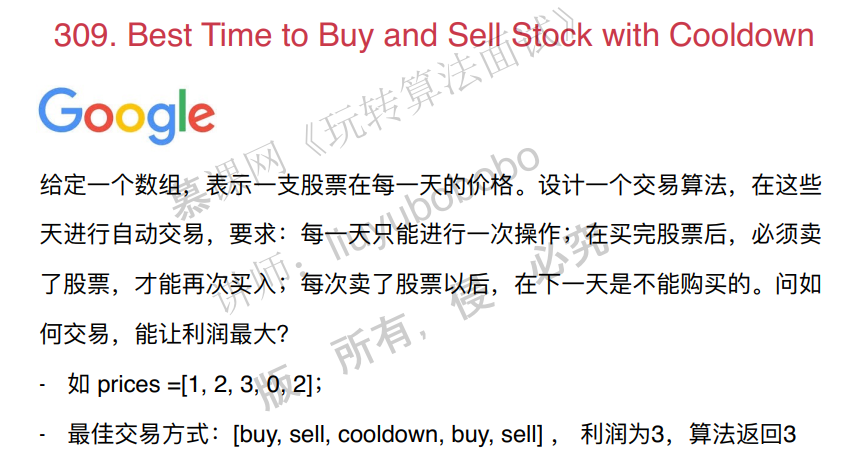 309. Best Time to Buy and Sell Stock with Cooldown
Google
给定一个数组，表示一支股票在每一天的价格。设计一个交易算法，在这些
天进行自动交易，要求：每一天只能进行一次操作；在买完股票后，必须卖
了股票，才能再次买入；每次卖了股票以后，在下一天是不能购买的。问如
何交易，能让利润最大？
- 如 prices =[1, 2, 3, 0, 2]；
- 最佳交易方式：[buy, sell, cooldown, buy, sell] ， 利润为3，算法返回3
慕课网《玩转算法面试》
讲师：liuyubobobo
版 所有，侵 必究